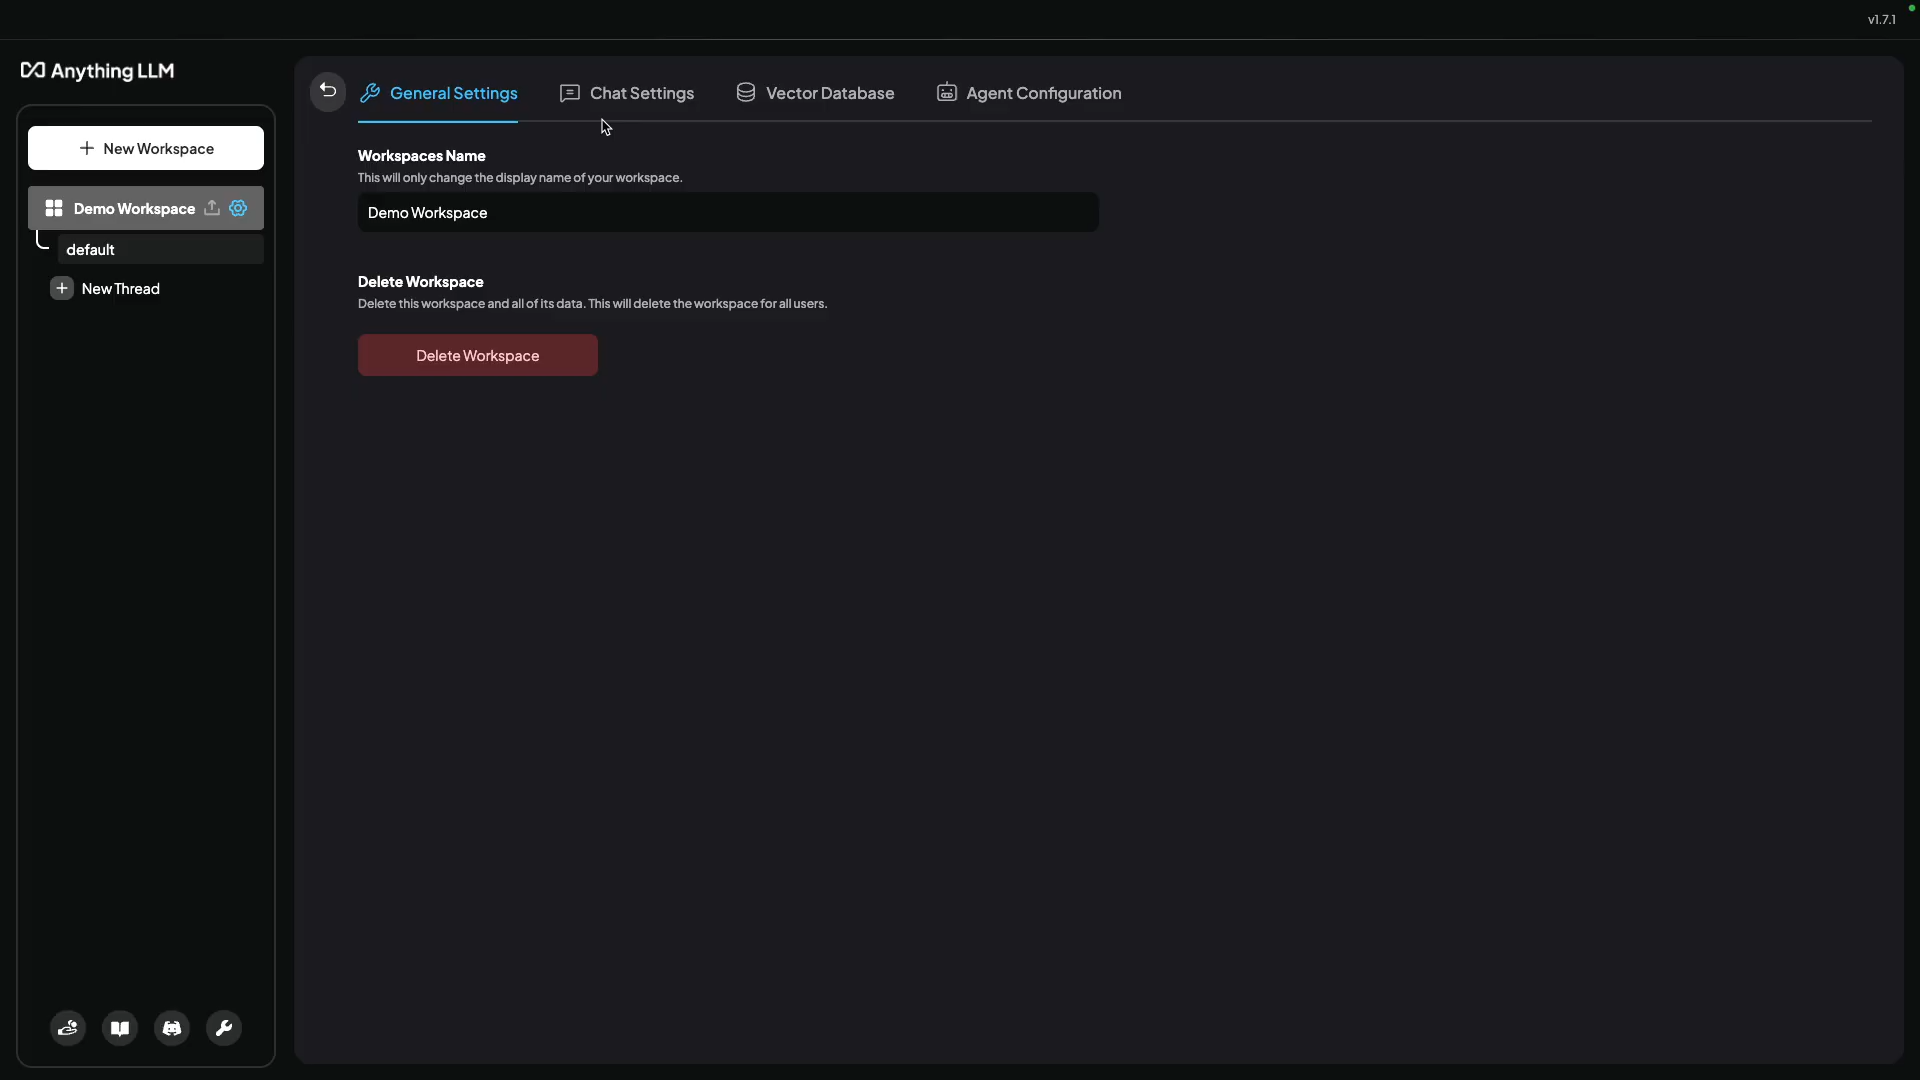 v1.7.1
Anything LLM
New Workspace
Demo Workspace
default
New Thread
General Settings
Chat Settings
Vector Database
Agent Configuration
Workspaces Name
This will only change the display name of your workspace.
Demo Workspace
Delete Workspace
Delete this workspace and all of its data. This will delete the workspace for all users.
Delete Workspace